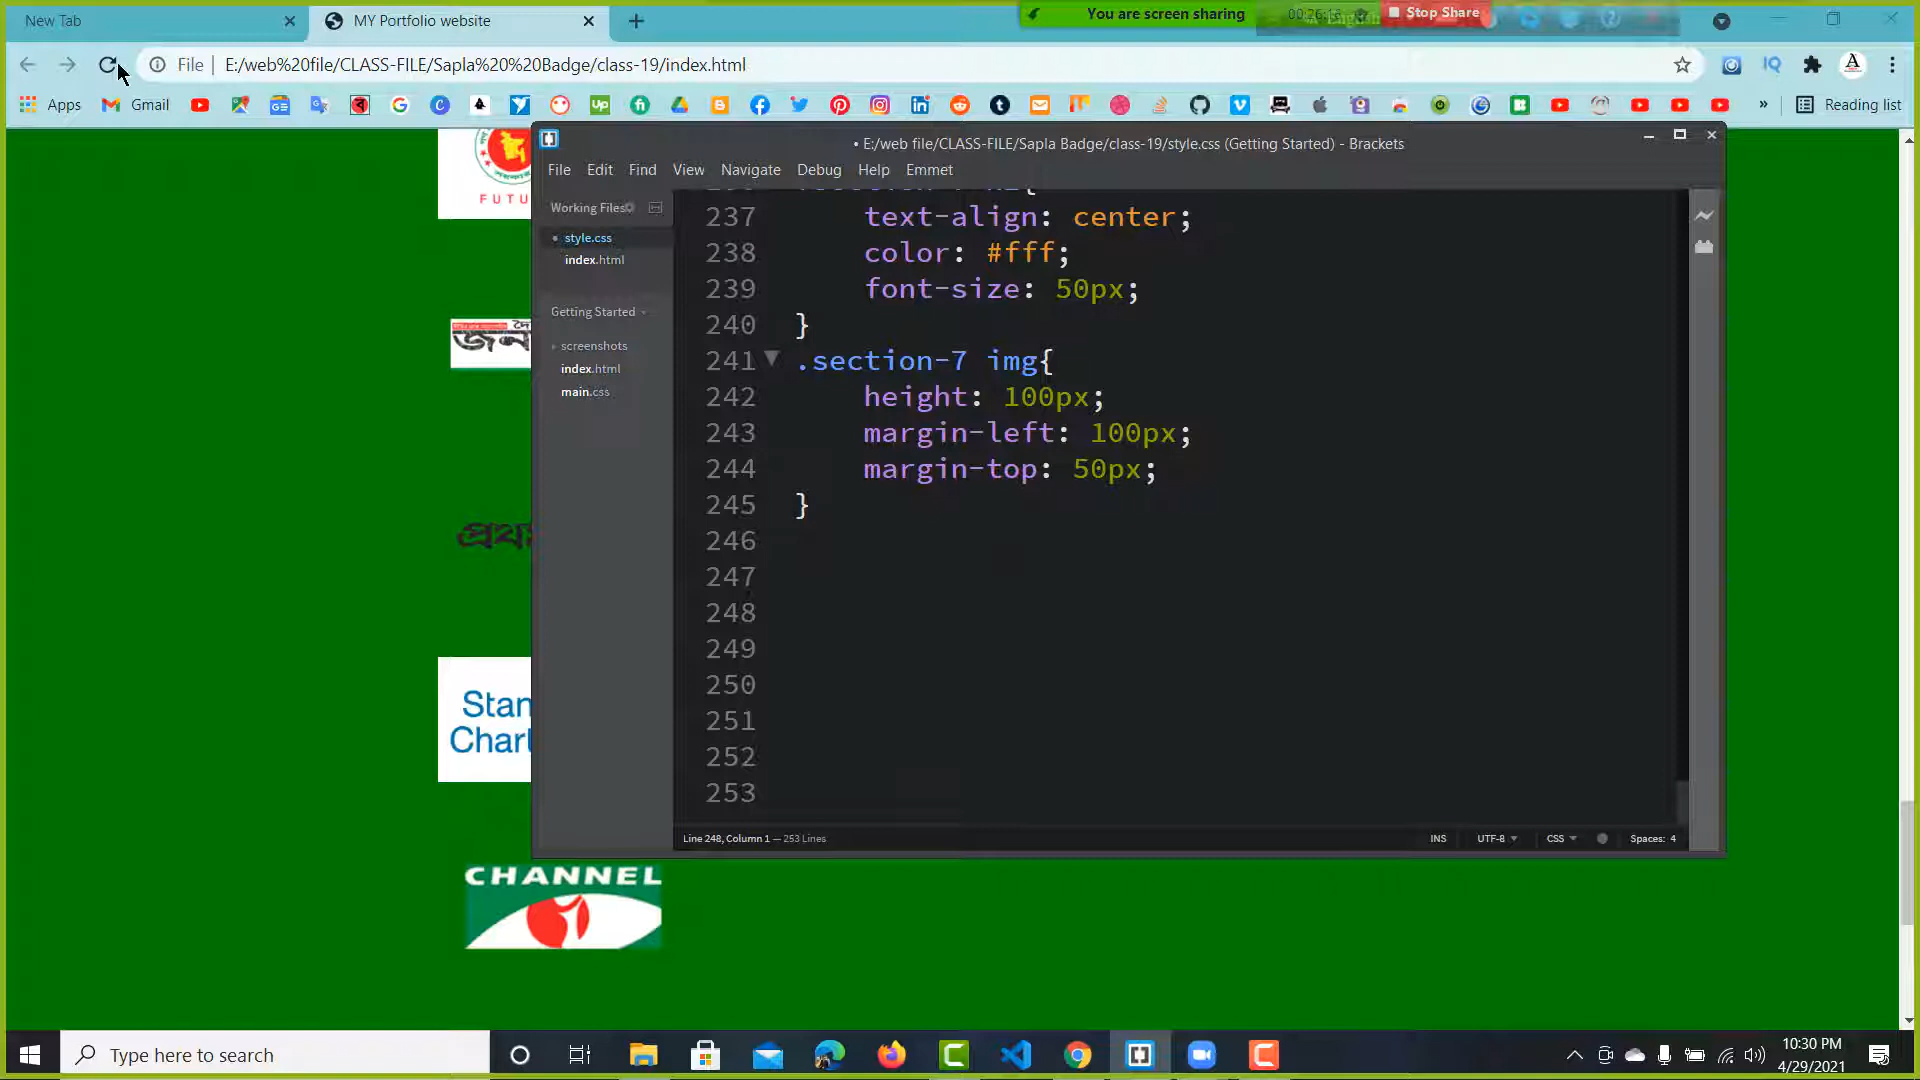 New Tab
MY Portfolio website
You are screen sharing
Stop Share
File
E:/web%20file/CLASS-FILE/Sapla%20%20Badge/class-19/index.html
Apps
Gmail
Reading list
FUTU
• E:/web file/CLASS-FILE/Sapla Badge/class-19/style.css (Getting Started) - Brackets
File Edit Find View Navigate Debug Help Emmet
Working Files
style.css
index.html
Getting Started
screenshots
index.html
main.css
237 text-align: center;
238 color: #fff;
239 font-size: 50px;
240 }
241 .section-7 img{
242 height: 100px;
243 margin-left: 100px;
244 margin-top: 50px;
245 }
246
247
248
249
250
251
252
253
Line 248, Column 1 — 253 Lines
INS
UTF-8
CSS
Spaces: 4
Stan
Chart
CHANNEL
Type here to search
10:30 PM
4/29/2021